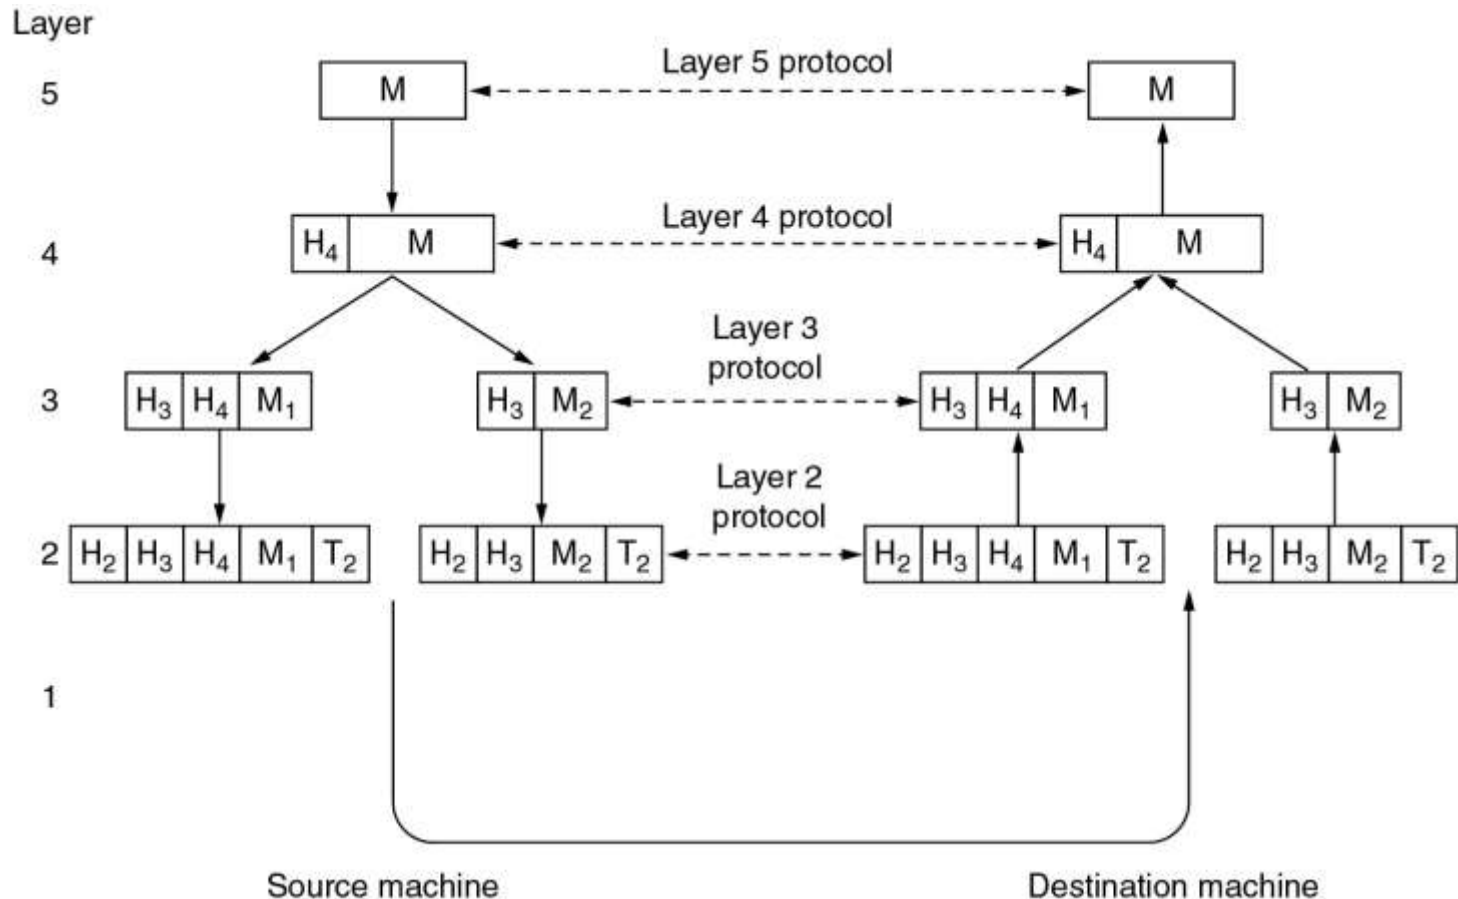 Layer
5
M
Layer 5 protocol
M
4
H4 M
Layer 4 protocol
H4 M
3
H3 H4 M1
H3 M2
Layer 3
protocol
H3 H4 M1
H3 M2
2
H2 H3 H4 M1 T2
H2 H3 M2 T2
Layer 2
protocol
H2 H3 H4 M1 T2
H2 H3 M2 T2
1
Source machine
Destination machine